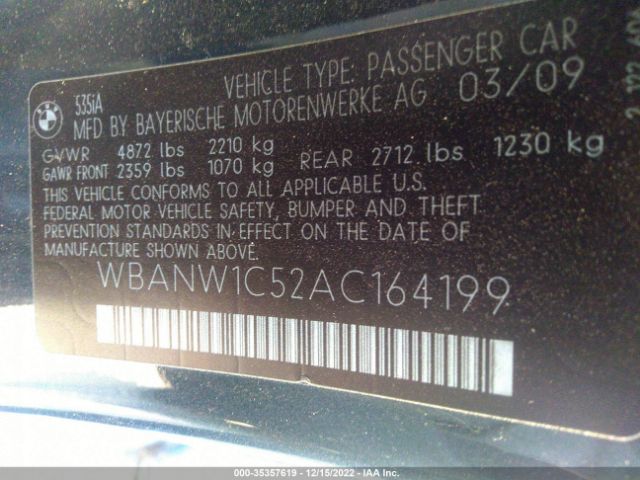 BMW
535iA
VEHICLE TYPE: PASSENGER CAR
MFD BY BAYERISCHE MOTORENWERKE AG 03/09
GVWR 4872 lbs 2210 kg
GAWR FRONT 2359 lbs 1070 kg REAR 2712 lbs 1230 kg
THIS VEHICLE CONFORMS TO ALL APPLICABLE U.S.
FEDERAL MOTOR VEHICLE SAFETY, BUMPER AND THEFT
PREVENTION STANDARDS IN EFFECT ON THE DATE OF
MANUFACTURE SHOWN ABOVE.
WBANW1C52AC164199
000-35357619 - 12/15/2022 - IAA Inc.